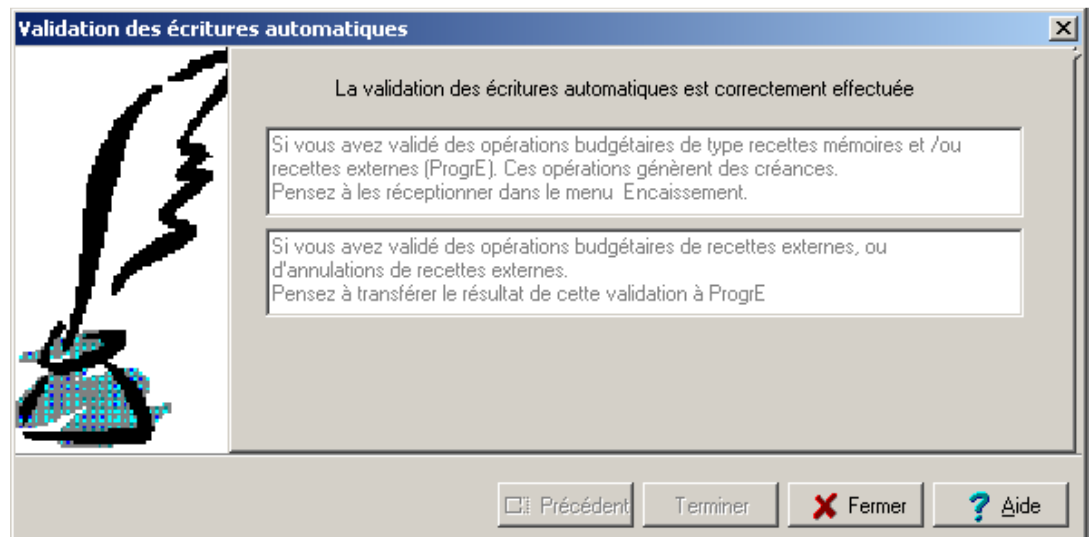 Validation des écritures automatiques
La validation des écritures automatiques est correctement effectuée
Si vous avez validé des opérations budgétaires de type recettes mémoires et /ou
recettes externes (ProgrE). Ces opérations génèrent des créances.
Pensez à les réceptionner dans le menu  Encaissement.
Si vous avez validé des opérations budgétaires de recettes externes, ou
d'annulations de recettes externes.
Pensez à transférer le résultat de cette validation à ProgrE
Précédent Terminer Fermer Aide